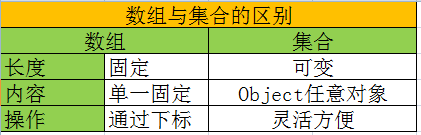 数组与集合的区别
数组 集合
长度 固定 可变
内容 单一固定 Object任意对象
操作 通过下标 灵活方便